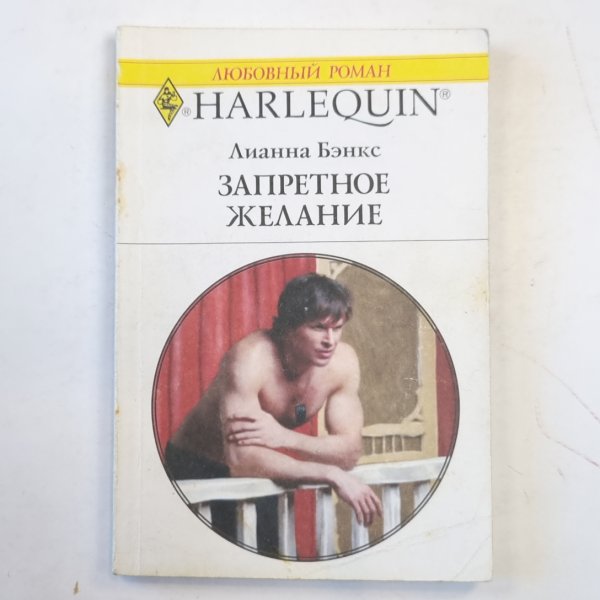 ЛЮБОВНЫЙ РОМАН
® HARLEQUIN®
Лианна Бэнкс
ЗАПРЕТНОЕ
ЖЕЛАНИЕ